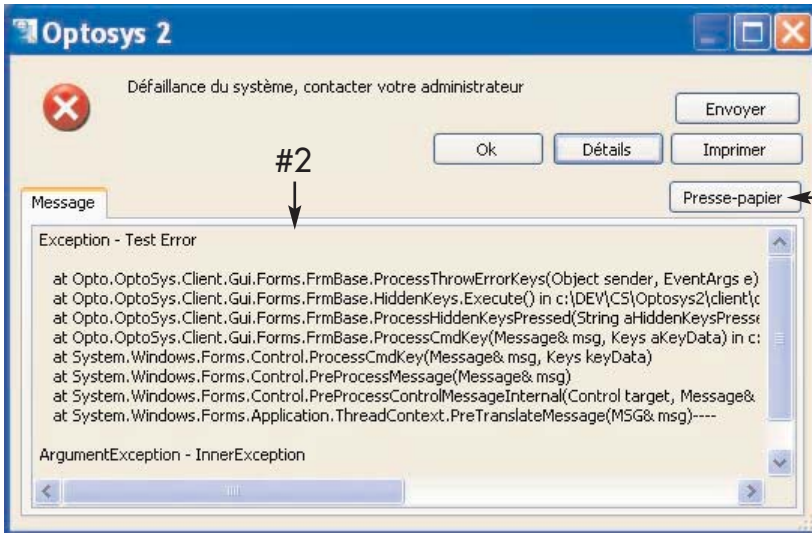 Optosys 2
Défaillance du système, contacter votre administrateur
Envoyer
Ok
Détails
Imprimer
#2
Presse-papier
Message
Exception - Test Error
at Opto.OptoSys.Client.Gui.Forms.FrmBase.ProcessThrowErrorKeys(Object sender, EventArgs e)
at Opto.OptoSys.Client.Gui.Forms.FrmBase.HiddenKeys.Execute() in c:\DEV\CS\Optosys2\client\
at Opto.OptoSys.Client.Gui.Forms.FrmBase.ProcessHiddenKeysPressed(String aHiddenKeysPresse
at Opto.OptoSys.Client.Gui.Forms.FrmBase.ProcessCmdKey(Message& msg, Keys aKeyData) in c:
at System.Windows.Forms.Control.ProcessCmdKey(Message& msg, Keys keyData)
at System.Windows.Forms.Control.PreProcessMessage(Message& msg)
at System.Windows.Forms.Control.PreProcessControlMessageInternal(Control target, Message&
at System.Windows.Forms.Application.ThreadContext.PreTranslateMessage(MSG& msg)----
ArgumentException - InnerException